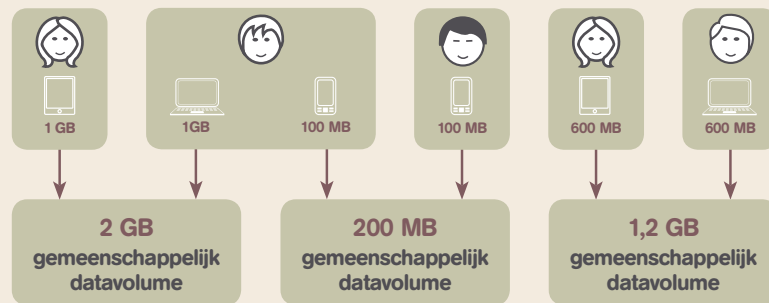 1 GB
1GB
100 MB
100 MB
600 MB
600 MB
2 GB
gemeenschappelijk
datavolume
200 MB
gemeenschappelijk
datavolume
1,2 GB
gemeenschappelijk
datavolume